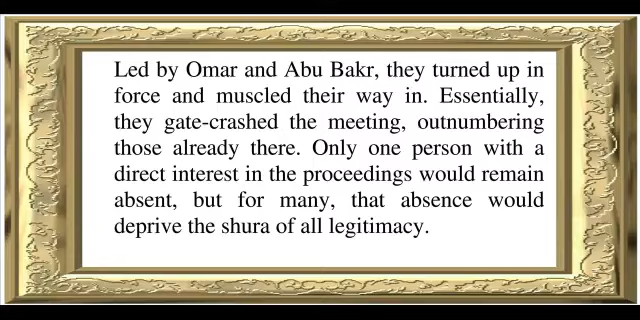 Led by Omar and Abu Bakr, they turned up in
force and muscled their way in. Essentially,
they gate-crashed the meeting, outnumbering
those already there. Only one person with a
direct interest in the proceedings would remain
absent, but for many, that absence would
deprive the shura of all legitimacy.